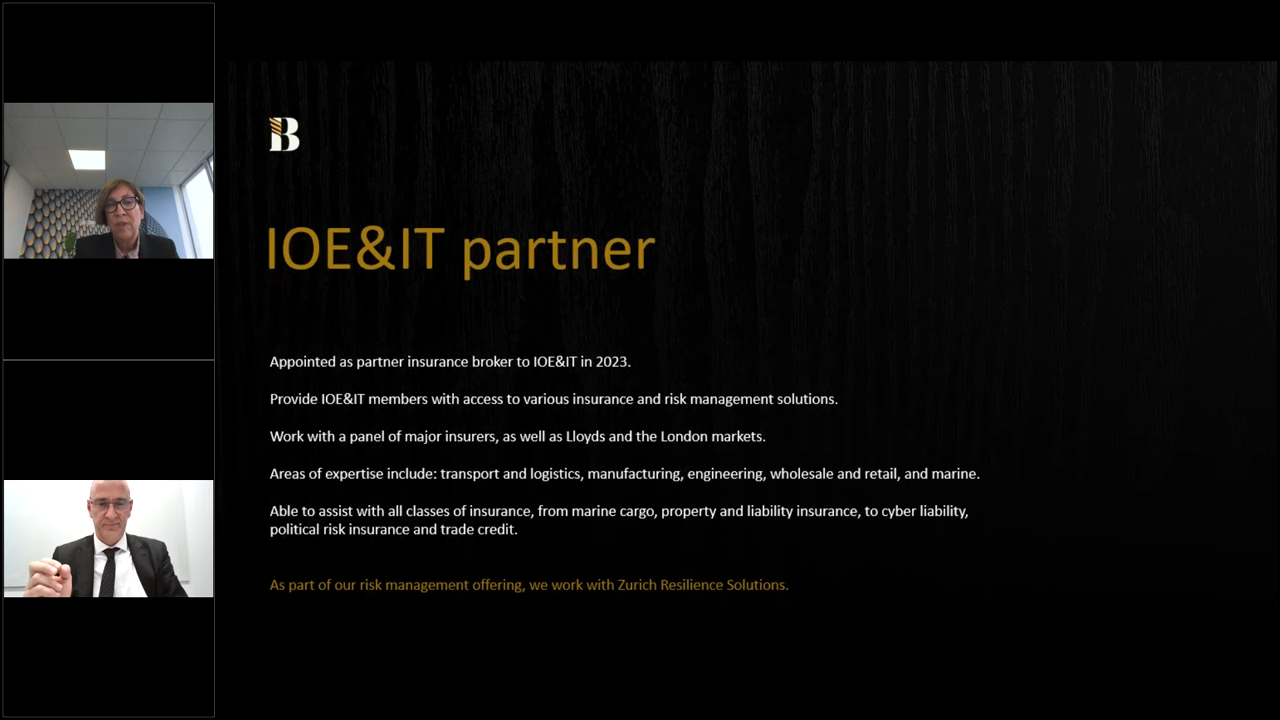 B
IOE&IT partner
Appointed as partner insurance broker to IOE&IT in 2023.
Provide IOE&IT members with access to various insurance and risk management solutions.
Work with a panel of major insurers, as well as Lloyds and the London markets.
Areas of expertise include: transport and logistics, manufacturing, engineering, wholesale and retail, and marine.
Able to assist with all classes of insurance, from marine cargo, property and liability insurance, to cyber liability,
political risk insurance and trade credit.
As part of our risk management offering, we work with Zurich Resilience Solutions.